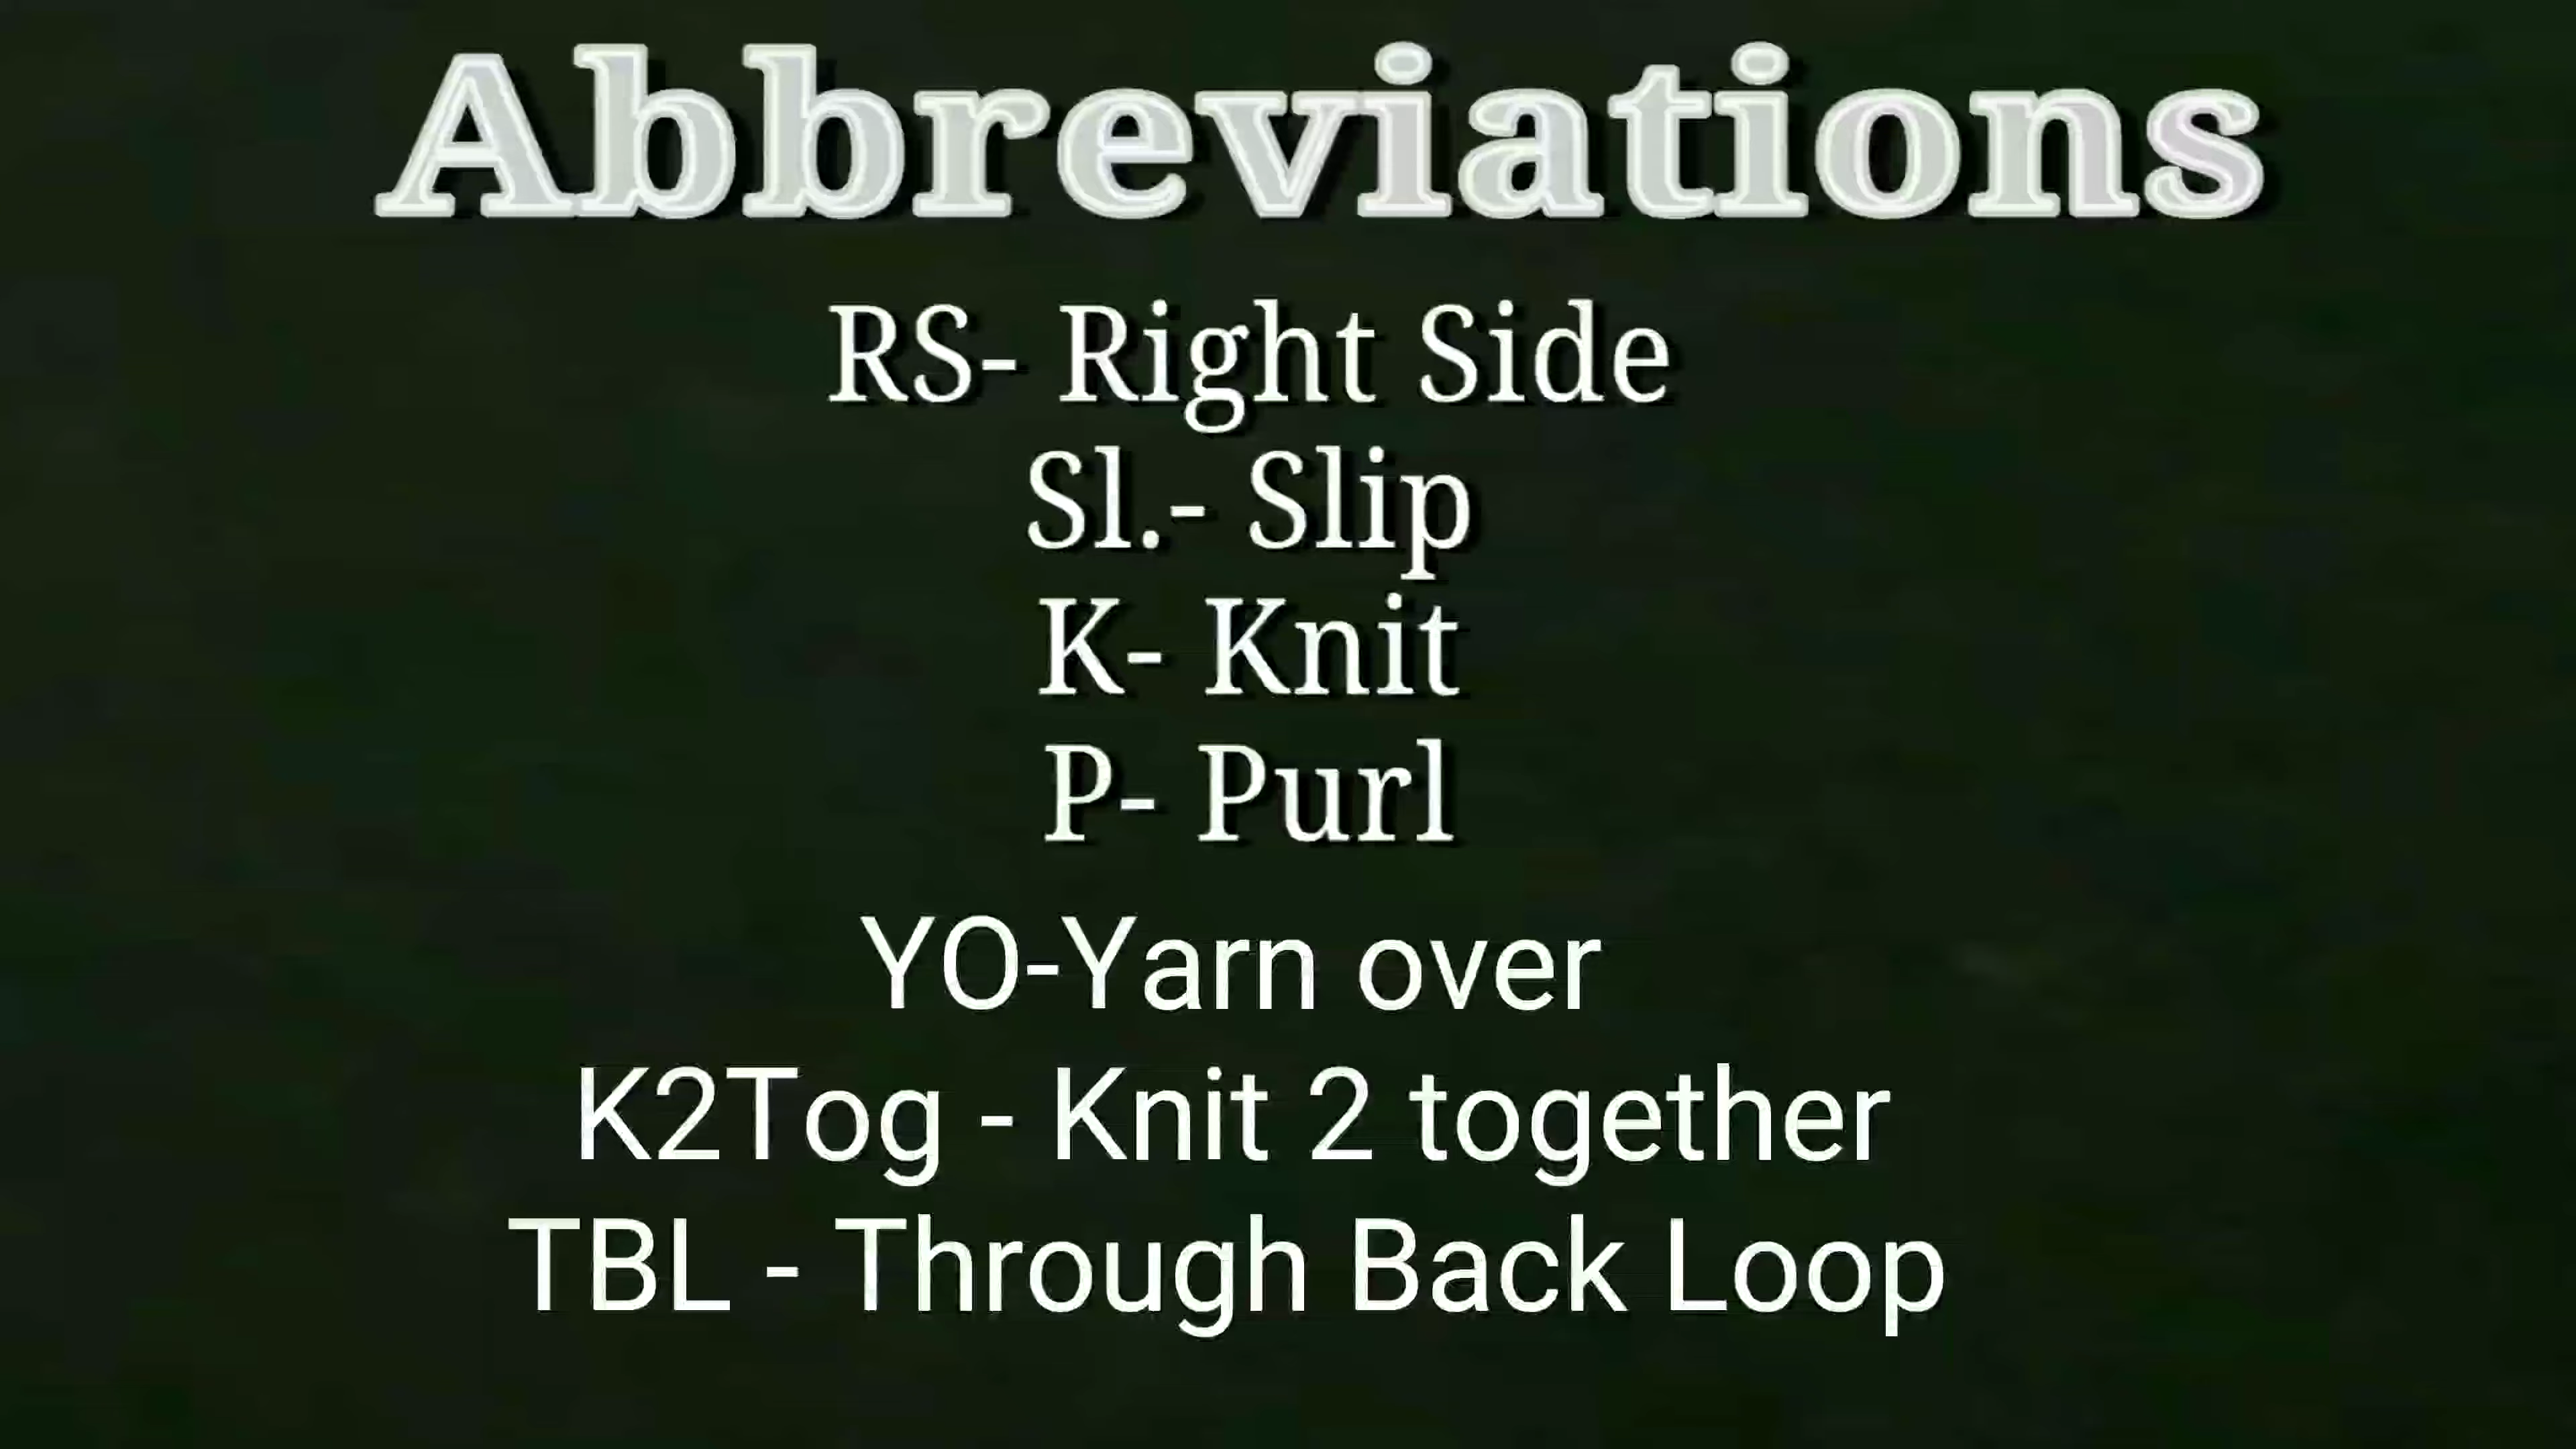 Abbreviations
RS- Right Side
Sl.- Slip
K- Knit
P- Purl
YO-Yarn over
K2Tog - Knit 2 together
TBL - Through Back Loop